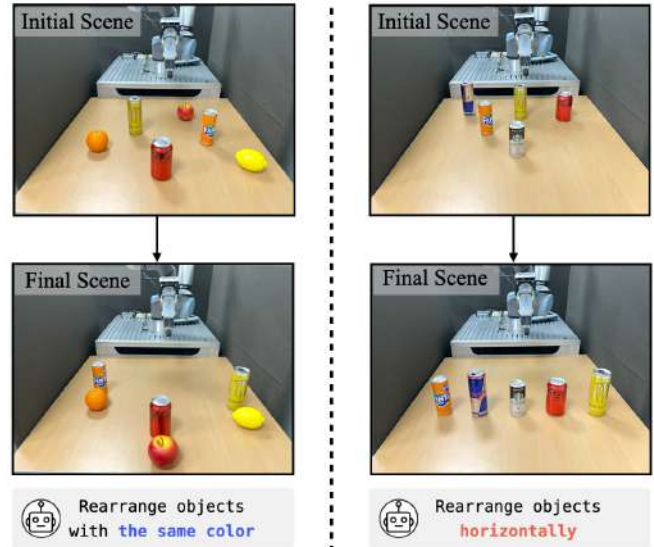 Initial Scene
Initial Scene
Final Scene
Final Scene
Rearrange objects
with the same color
Rearrange objects
horizontally